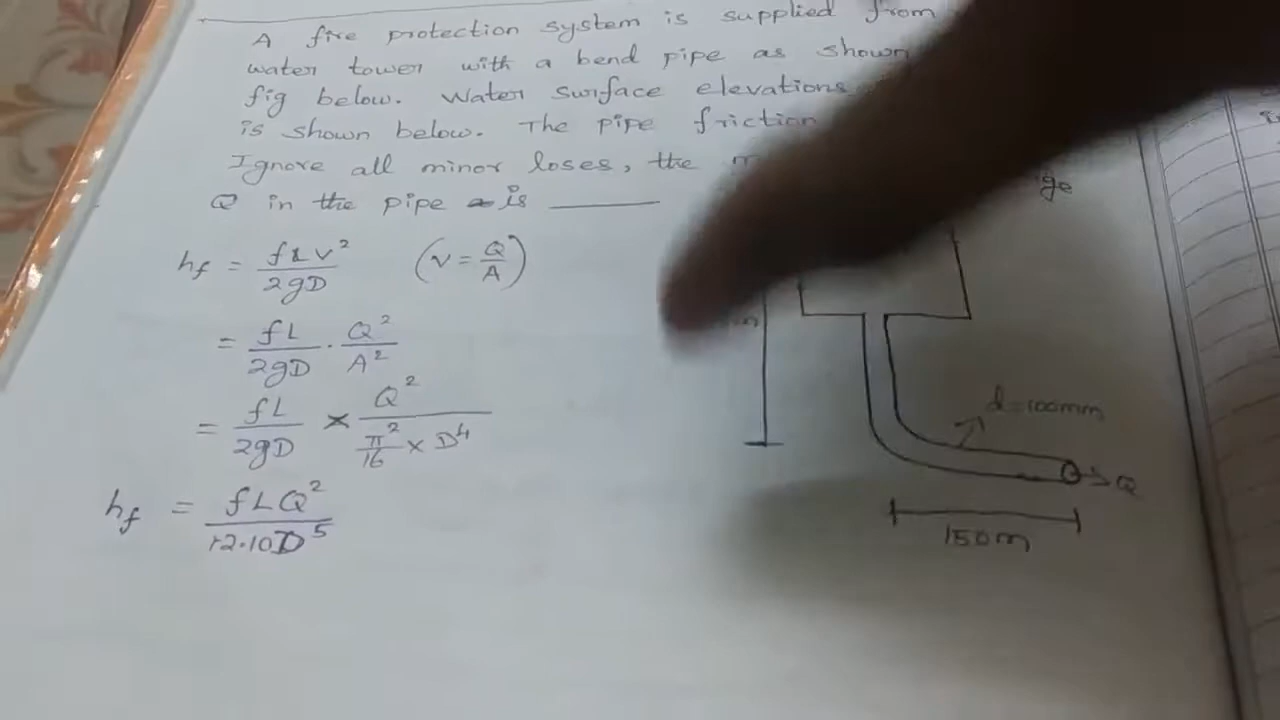 A fire protection system is supplied from
water tower with a bend pipe as shown
fig below. Water surface elevations
is shown below. The pipe friction
Ignore all minor loses, the
ge
Q in the pipe is
hf = fLV² / 2gD (v = Q/A)
= fL / 2gD · Q² / A²
= fL / 2gD × Q² / π²/16 × D⁴
hf = fLQ² / 12.10D⁵
m
d=100mm
Q
150m